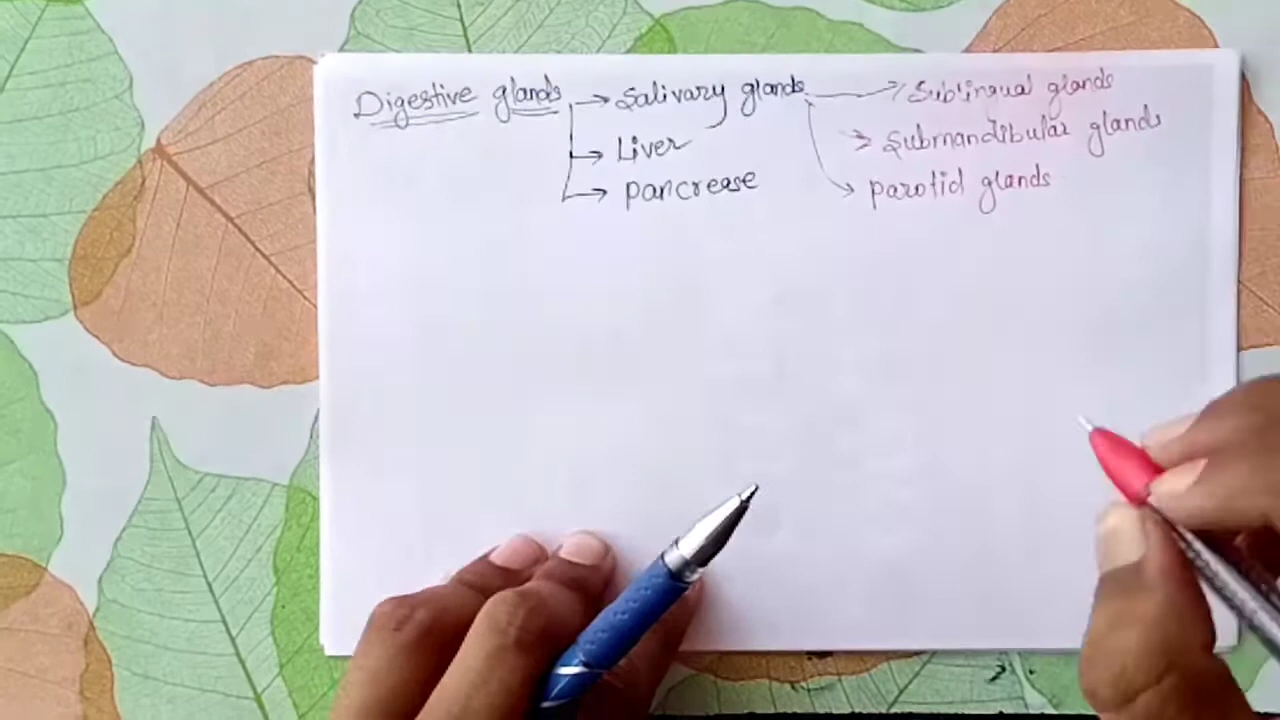 Digestive glands → Salivary glands → Sublingual glands
→ Submandibular glands
→ Liver
→ pancrease → parotid glands